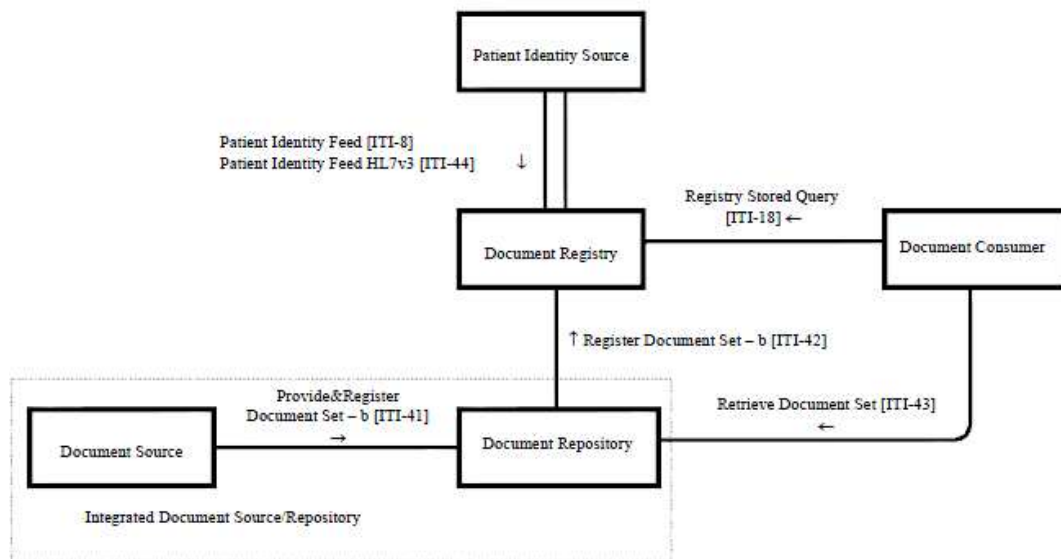 Patient Identity Source
Patient Identity Feed [ITI-8]
Patient Identity Feed HL7v3 [ITI-44] ↓
Registry Stored Query
[ITI-18] ←
Document Registry
Document Consumer
↑ Register Document Set – b [ITI-42]
Provide&Register
Document Set – b [ITI-41]
→
Retrieve Document Set [ITI-43]
←
Document Source
Document Repository
Integrated Document Source/Repository